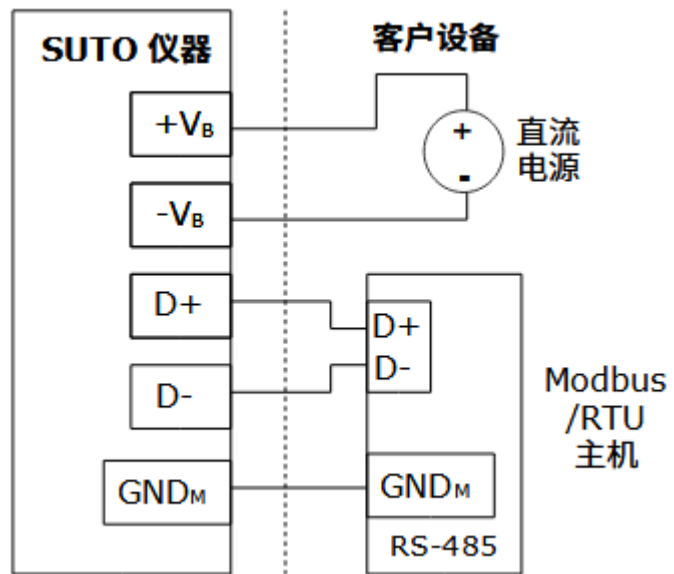 SUTO 仪器
客户设备
+VB
-VB
D+
D-
GNDM
+
-
直流
电源
D+
D-
GNDM
RS-485
Modbus
/RTU
主机